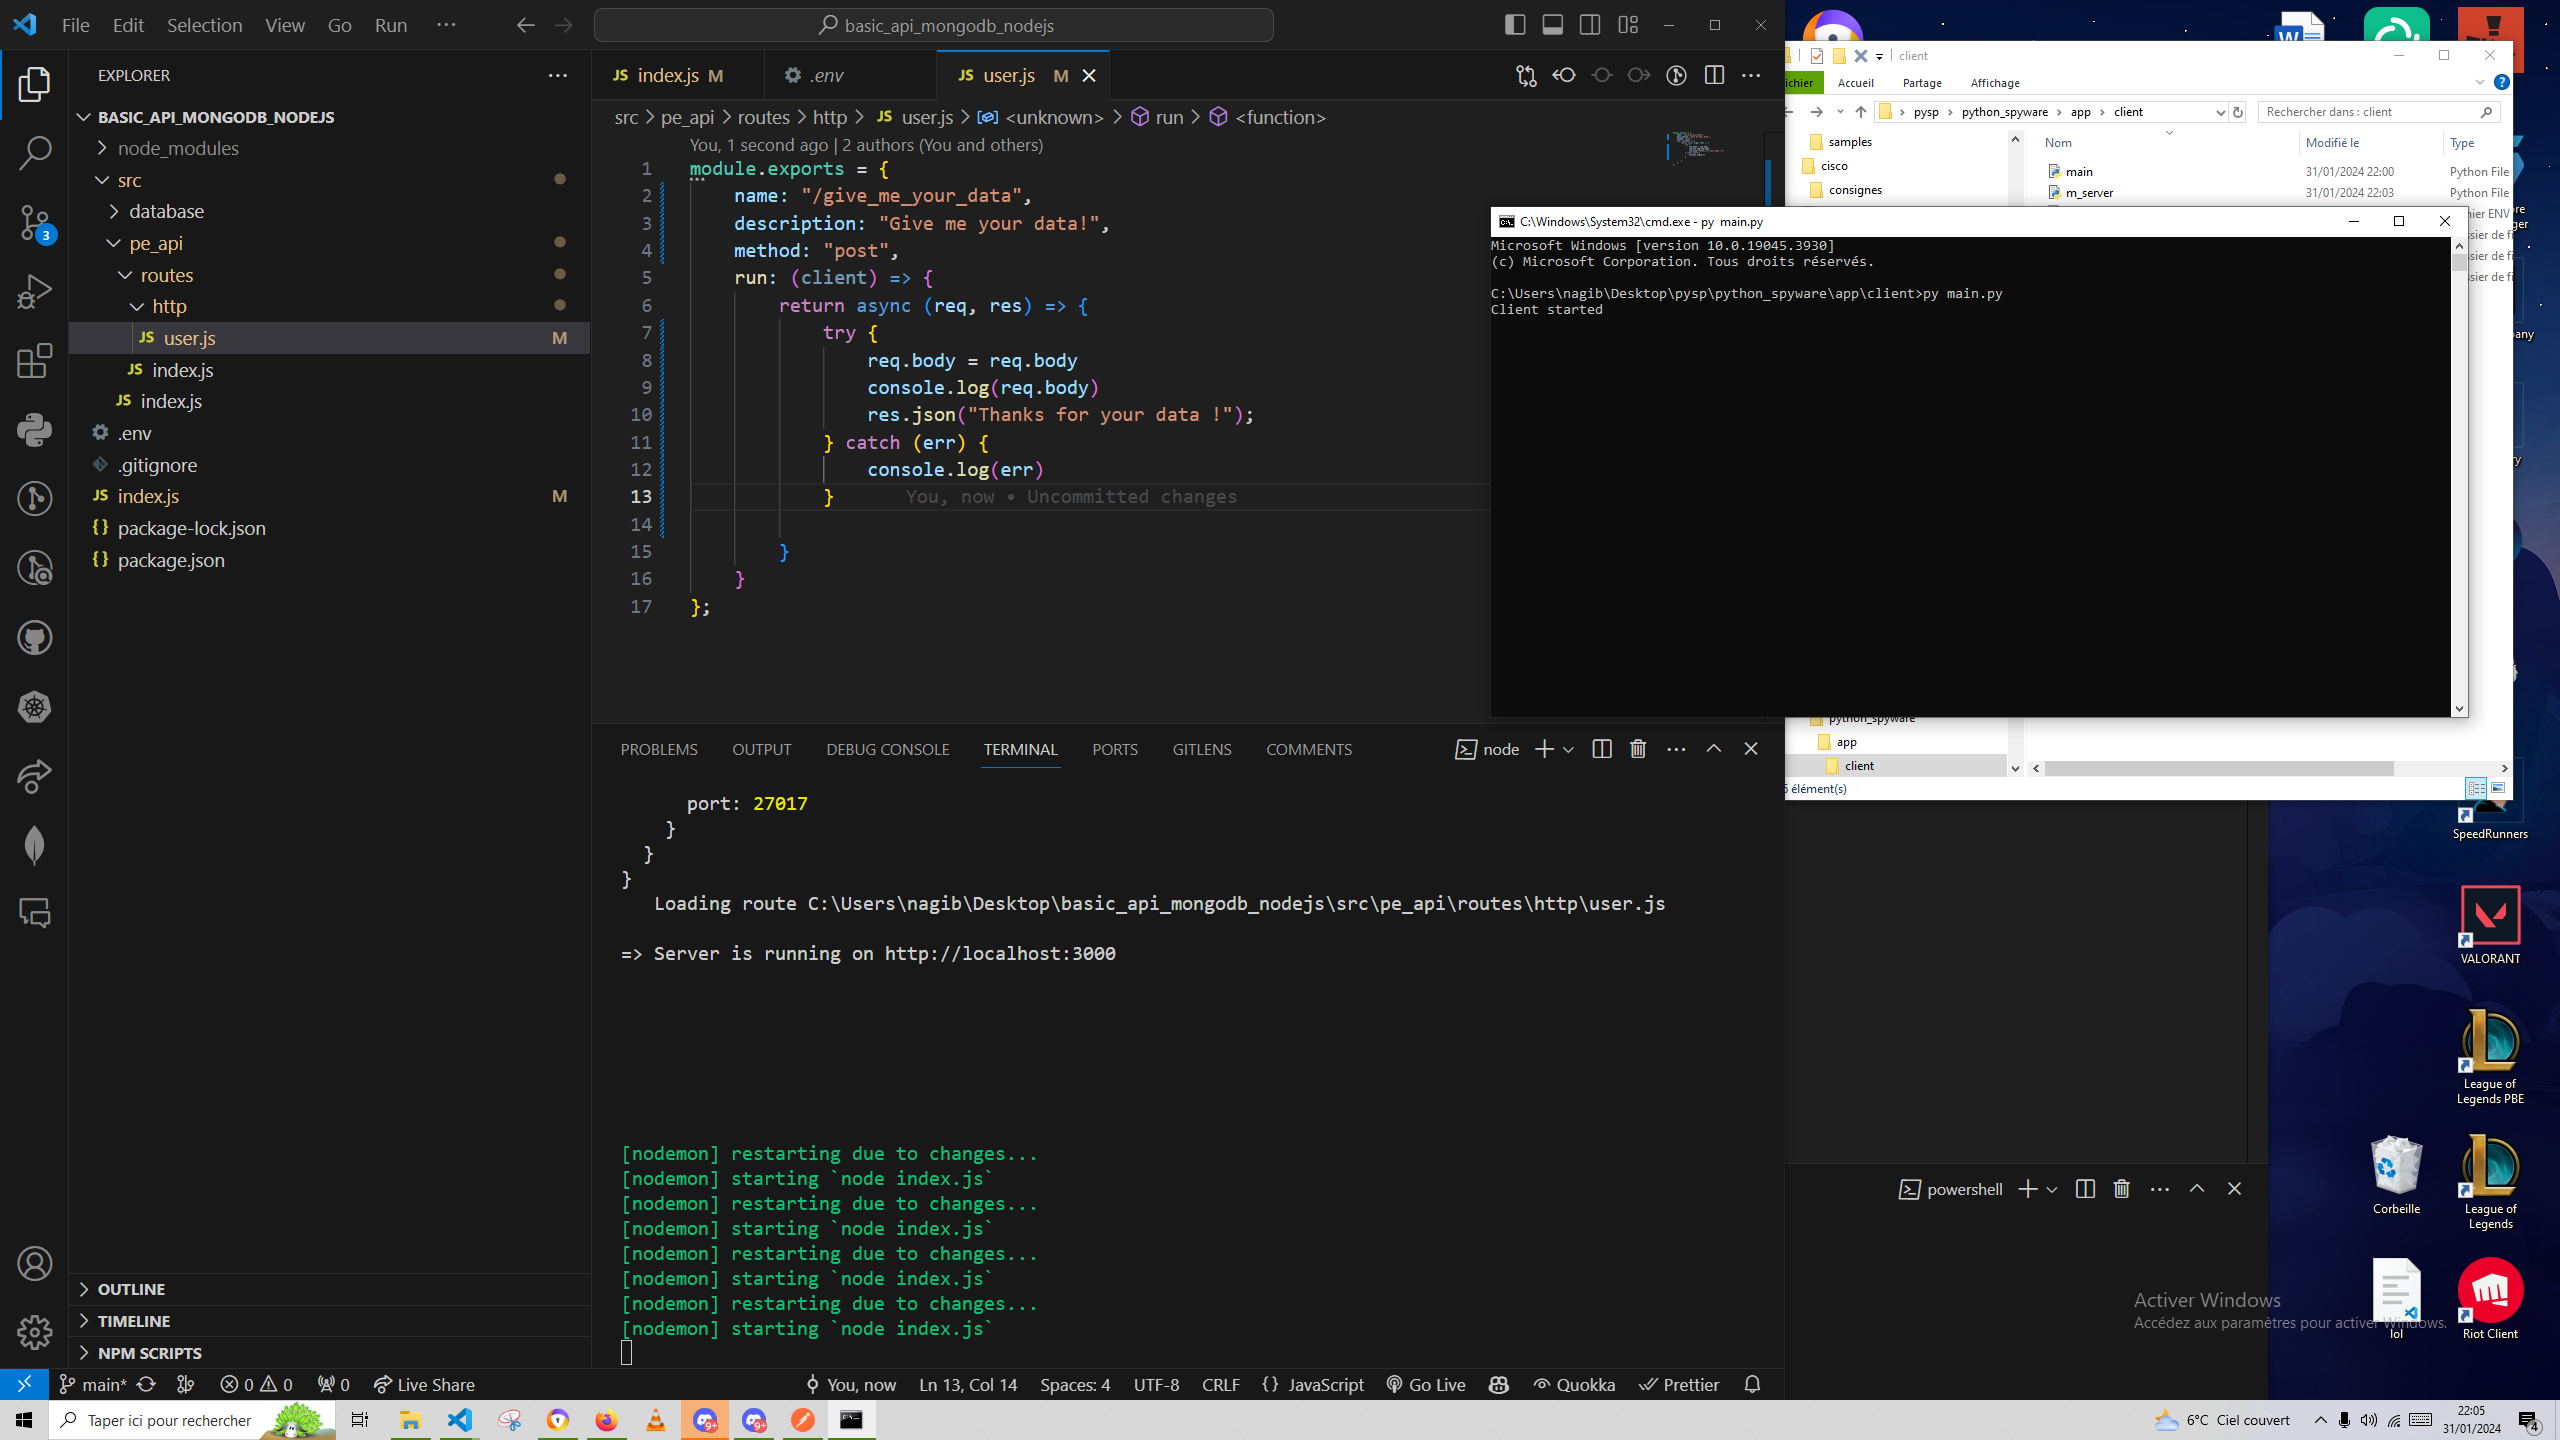 File Edit Selection View Go Run ···
basic_api_mongodb_nodejs
EXPLORER
BASIC_API_MONGODB_NODEJS
node_modules
src
database
pe_api
routes
http
JS user.js M
JS index.js
JS index.js
.env
.gitignore
JS index.js M
{} package-lock.json
{} package.json
3
OUTLINE
TIMELINE
NPM SCRIPTS
JS index.js M
.env
JS user.js M
src > pe_api > routes > http > JS user.js > <unknown> > run > <function>
You, 1 second ago | 2 authors (You and others)
1 module.exports = {
2 name: "/give_me_your_data",
3 description: "Give me your data!",
4 method: "post",
5 run: (client) => {
6 return async (req, res) => {
7 try {
8 req.body = req.body
9 console.log(req.body)
10 res.json("Thanks for your data !");
11 } catch (err) {
12 console.log(err)
13 } You, now • Uncommitted changes
14
15 }
16 }
17 };
PROBLEMS OUTPUT DEBUG CONSOLE TERMINAL PORTS GITLENS COMMENTS
node
port: 27017
}
}
}
Loading route C:\Users\nagib\Desktop\basic_api_mongodb_nodejs\src\pe_api\routes\http\user.js
=> Server is running on http://localhost:3000
[nodemon] restarting due to changes...
[nodemon] starting `node index.js`
[nodemon] restarting due to changes...
[nodemon] starting `node index.js`
[nodemon] restarting due to changes...
[nodemon] starting `node index.js`
[nodemon] restarting due to changes...
[nodemon] starting `node index.js`
main* 0 0 0 Live Share
You, now Ln 13, Col 14 Spaces: 4 UTF-8 CRLF {} JavaScript Go Live Quokka Prettier
client
Accueil Partage Affichage
pysp > python_spyware > app > client
Rechercher dans : client
samples
cisco
consignes
Nom Modifié le Type
main 31/01/2024 22:00 Python File
m_server 31/01/2024 22:03 Python File
C:\Windows\System32\cmd.exe - py main.py
Microsoft Windows [version 10.0.19045.3930]
(c) Microsoft Corporation. Tous droits réservés.
C:\Users\nagib\Desktop\pysp\python_spyware\app\client>py main.py
Client started
python_spyware
app
client
élément(s)
powershell
SpeedRunners
VALORANT
League of
Legends PBE
Corbeille
League of
Legends
lol
Riot Client
Activer Windows
Accédez aux paramètres pour activer Windows.
Taper ici pour rechercher
9+
9+
6°C Ciel couvert
22:05
31/01/2024
4